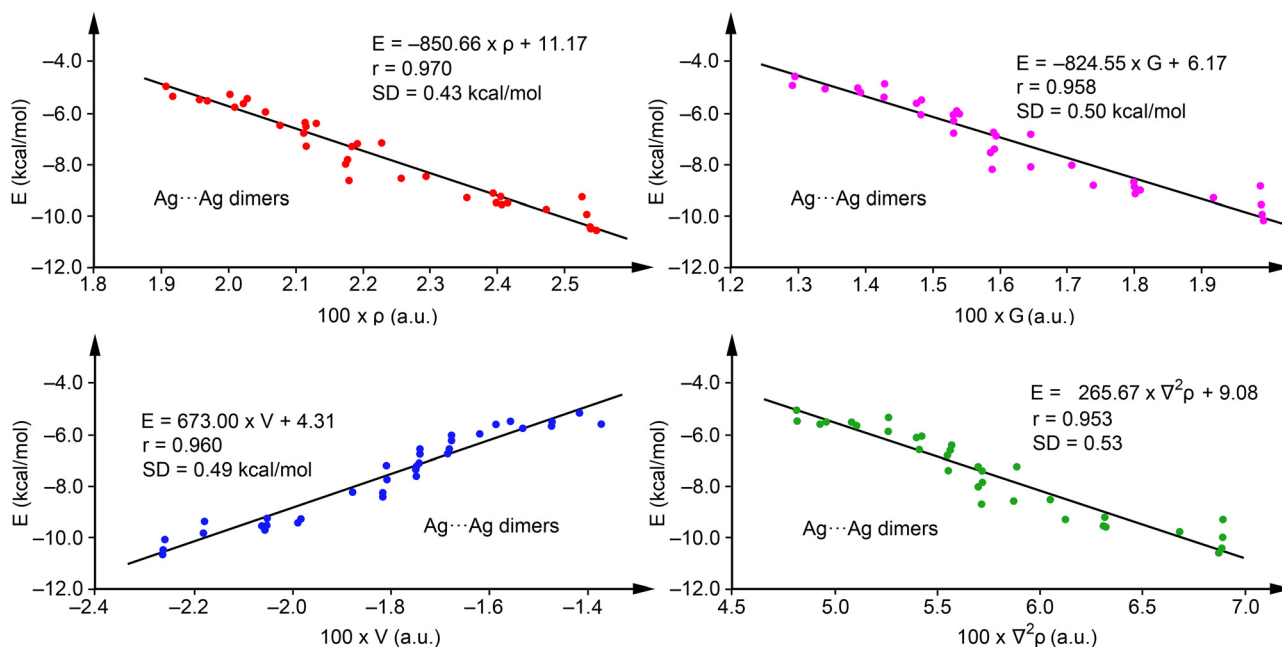 E = –850.66 x ρ + 11.17
r = 0.970
SD = 0.43 kcal/mol
Ag···Ag dimers
E (kcal/mol)
–4.0
–6.0
–8.0
–10.0
–12.0
1.8 2.0 2.1 2.2 2.3 2.4 2.5
100 x ρ (a.u.)
E = –824.55 x G + 6.17
r = 0.958
SD = 0.50 kcal/mol
Ag···Ag dimers
E (kcal/mol)
–4.0
–6.0
–8.0
–10.0
–12.0
1.2 1.3 1.4 1.5 1.6 1.7 1.8 1.9
100 x G (a.u.)
E = 673.00 x V + 4.31
r = 0.960
SD = 0.49 kcal/mol
Ag···Ag dimers
E (kcal/mol)
–4.0
–6.0
–8.0
–10.0
–12.0
–2.4 –2.2 –2.0 –1.8 –1.6 –1.4
100 x V (a.u.)
E = 265.67 x ∇²ρ + 9.08
r = 0.953
SD = 0.53
Ag···Ag dimers
E (kcal/mol)
–4.0
–6.0
–8.0
–10.0
–12.0
4.5 5.0 5.5 6.0 6.5 7.0
100 x ∇²ρ (a.u.)